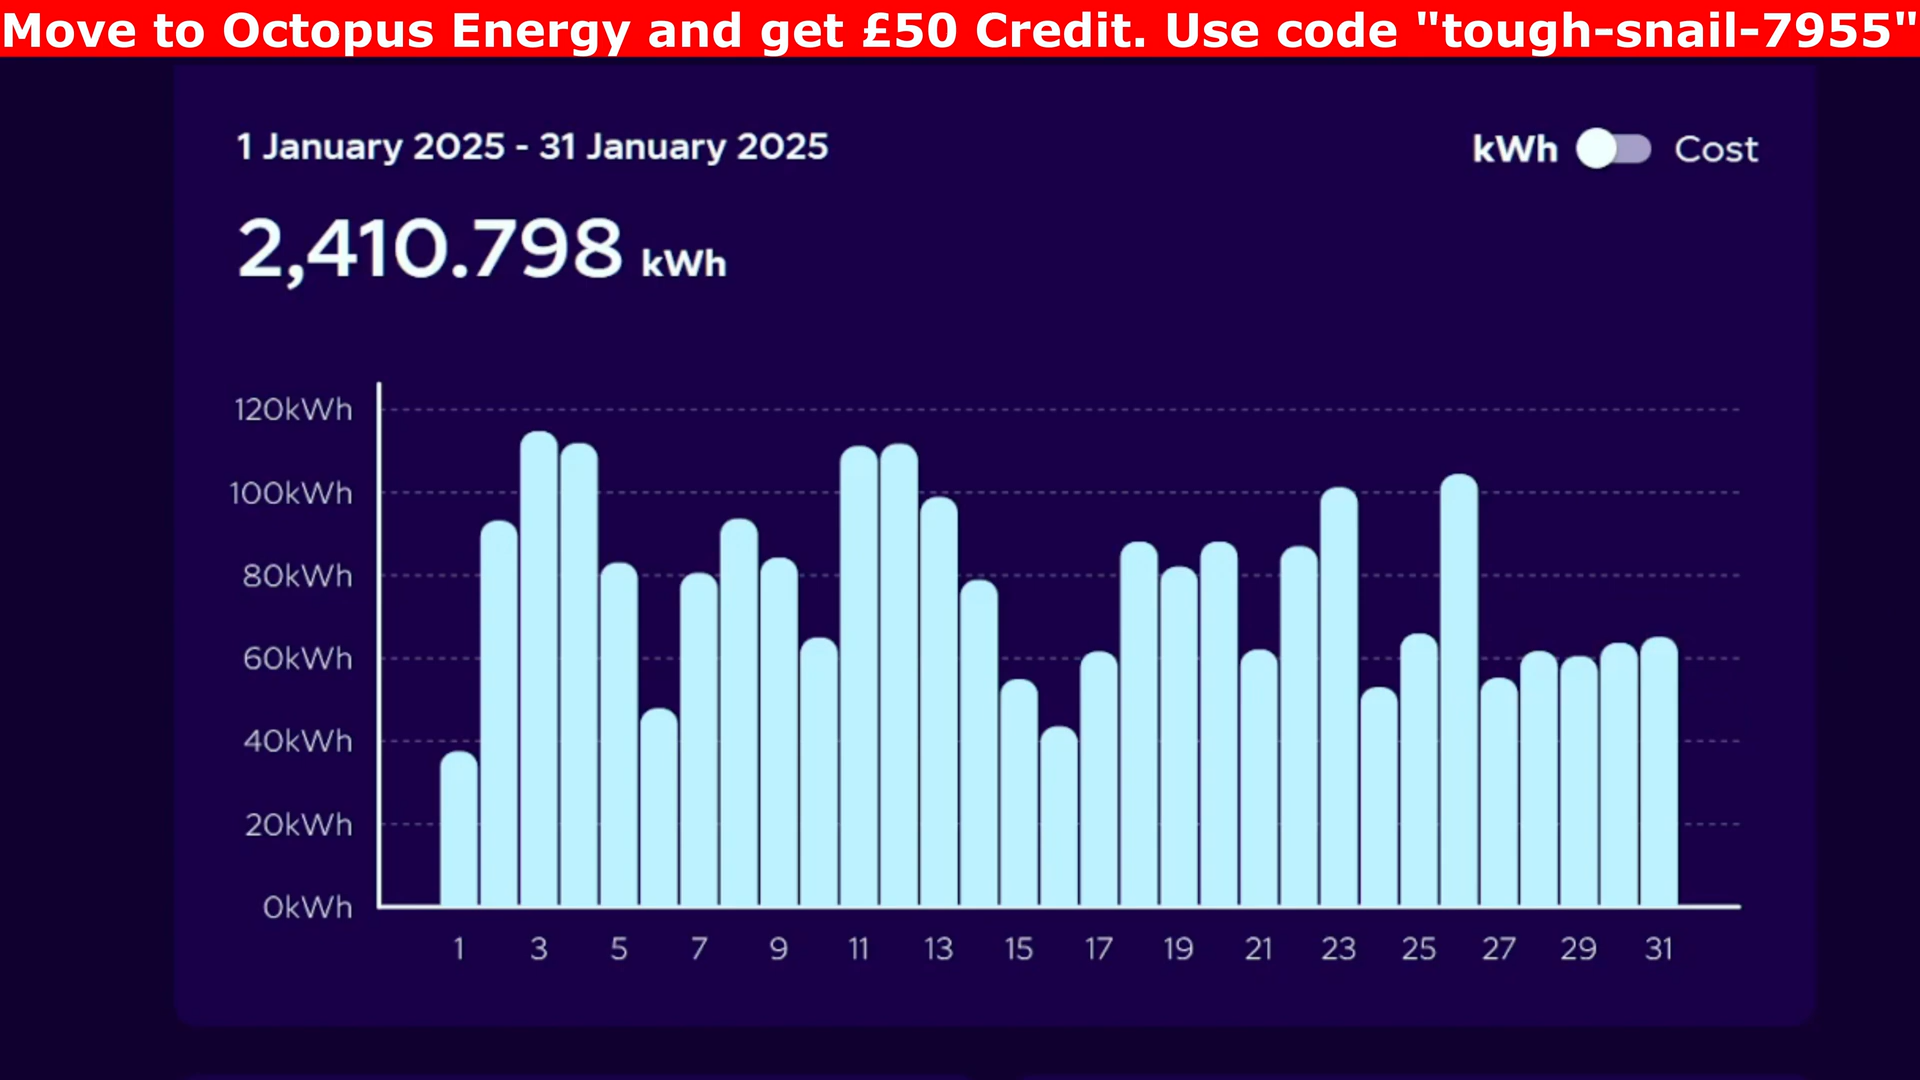 Move to Octopus Energy and get £50 Credit. Use code "tough-snail-7955"
1 January 2025 - 31 January 2025
kWh Cost
2,410.798 kWh
120kWh
100kWh
80kWh
60kWh
40kWh
20kWh
0kWh
1 3 5 7 9 11 13 15 17 19 21 23 25 27 29 31